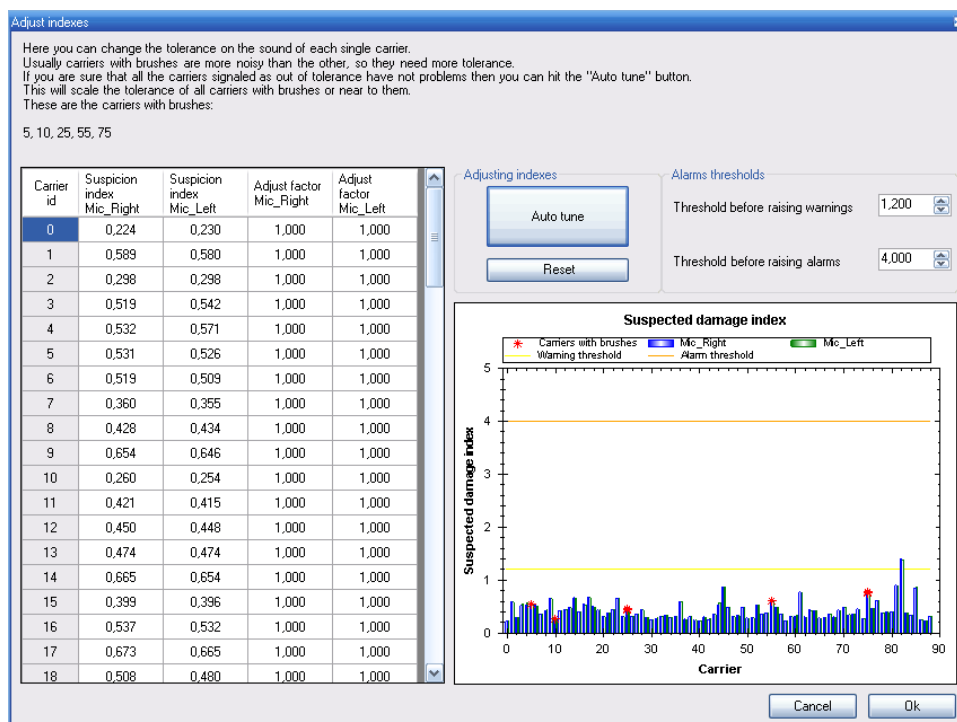 Adjust indexes
Here you can change the tolerance on the sound of each single carrier.
Usually carriers with brushes are more noisy than the other, so they need more tolerance.
If you are sure that all the carriers signaled as out of tolerance have not problems then you can hit the "Auto tune" button.
This will scale the tolerance of all carriers with brushes or near to them.
These are the carriers with brushes:
5, 10, 25, 55, 75
Carrier id Suspicion index Mic_Right Suspicion index Mic_Left Adjust factor Mic_Right Adjust factor Mic_Left
0 0,224 0,230 1,000 1,000
1 0,589 0,580 1,000 1,000
2 0,298 0,298 1,000 1,000
3 0,519 0,542 1,000 1,000
4 0,532 0,571 1,000 1,000
5 0,531 0,526 1,000 1,000
6 0,519 0,509 1,000 1,000
7 0,360 0,355 1,000 1,000
8 0,428 0,434 1,000 1,000
9 0,654 0,646 1,000 1,000
10 0,260 0,254 1,000 1,000
11 0,421 0,415 1,000 1,000
12 0,450 0,448 1,000 1,000
13 0,474 0,474 1,000 1,000
14 0,665 0,654 1,000 1,000
15 0,399 0,396 1,000 1,000
16 0,537 0,532 1,000 1,000
17 0,673 0,665 1,000 1,000
18 0,508 0,480 1,000 1,000
Adjusting indexes
Auto tune
Reset
Alarms thresholds
Threshold before raising warnings 1,200
Threshold before raising alarms 4,000
Suspected damage index
Carriers with brushes Mic_Right Mic_Left
Warning threshold Alarm threshold
Suspected damage index
5
4
3
2
1
0
0 10 20 30 40 50 60 70 80 90
Carrier
Cancel Ok